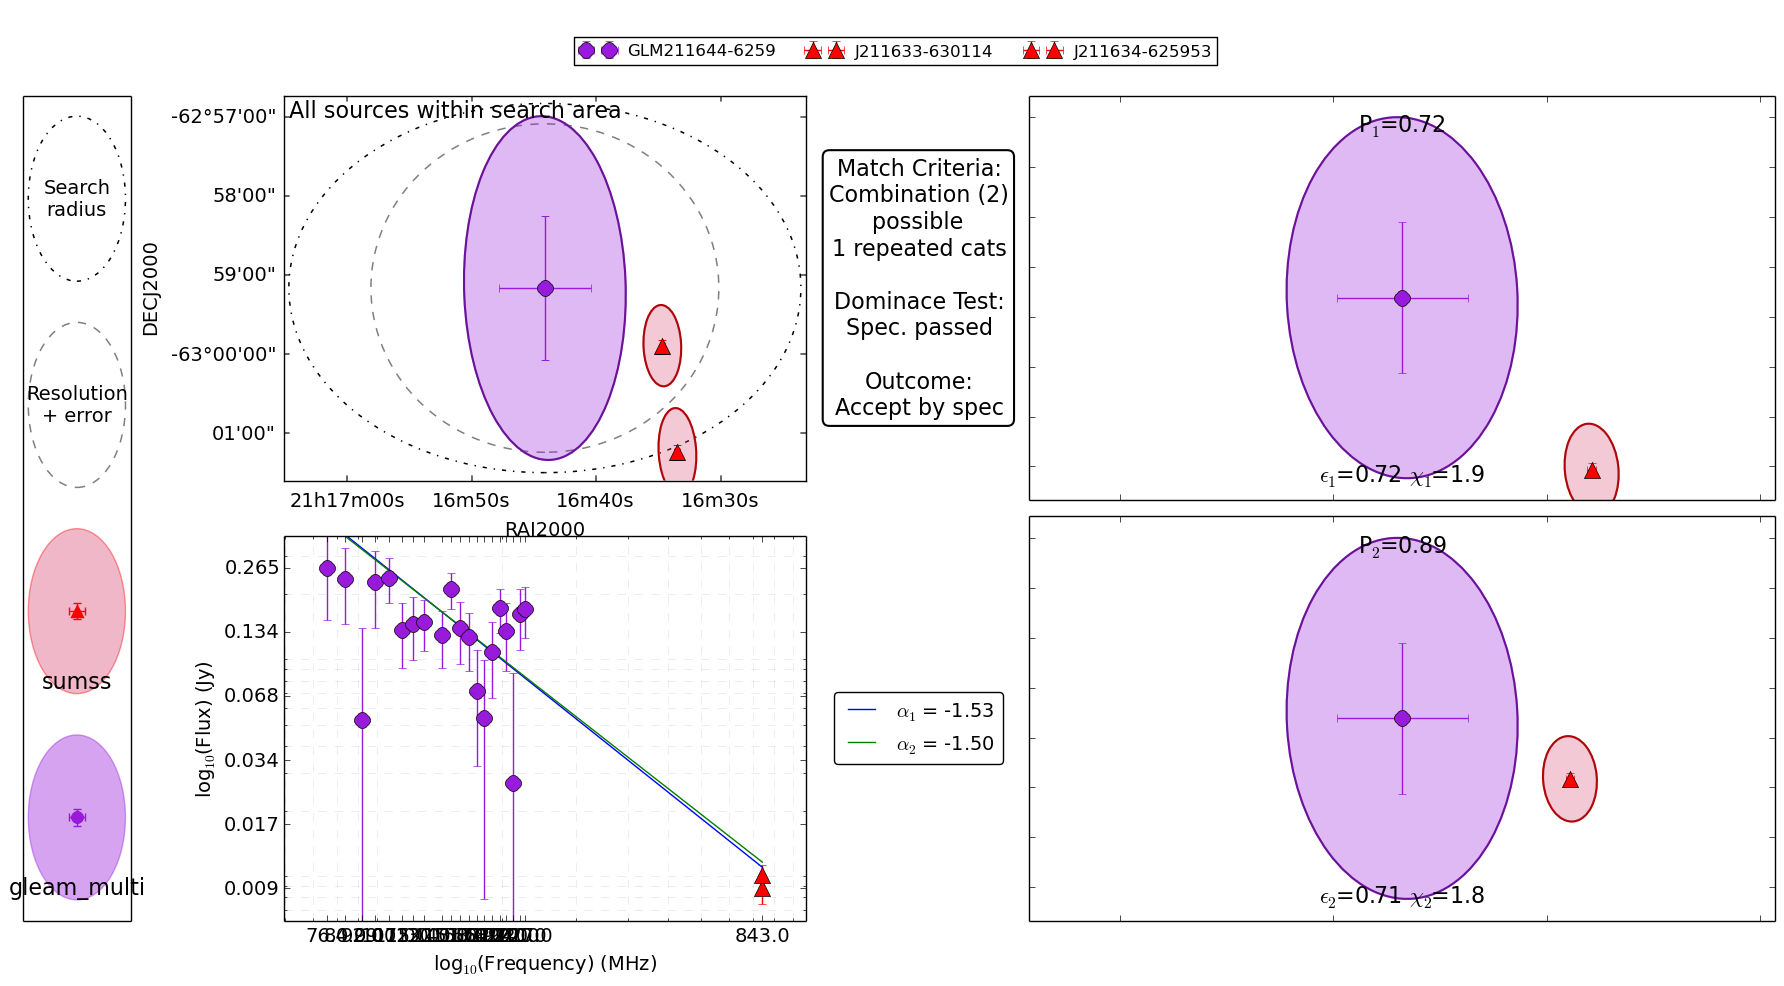 GLM211644-6259 J211633-630114 J211634-625953
Search
radius
Resolution
+ error
sumss
gleam_multi
All sources within search area
DECJ2000
-62°57'00"
58'00"
59'00"
-63°00'00"
01'00"
21h17m00s 16m50s 16m40s 16m30s
RAJ2000
Match Criteria:
Combination (2)
possible
1 repeated cats
Dominace Test:
Spec. passed
Outcome:
Accept by spec
P1=0.72
ϵ1=0.72 χ1=1.9
P2=0.89
ϵ2=0.71 χ2=1.8
log10(Flux) (Jy)
0.265
0.134
0.068
0.034
0.017
0.009
843.0
log10(Frequency) (MHz)
α1 = -1.53
α2 = -1.50